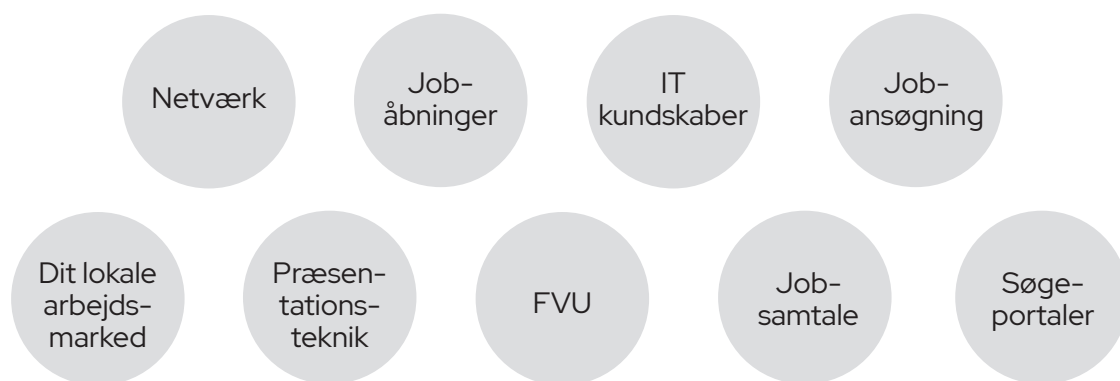 Netværk
Job-
åbninger
IT
kundskaber
Job-
ansøgning
Dit lokale
arbejds-
marked
Præsen-
tations-
teknik
FVU
Job-
samtale
Søge-
portaler